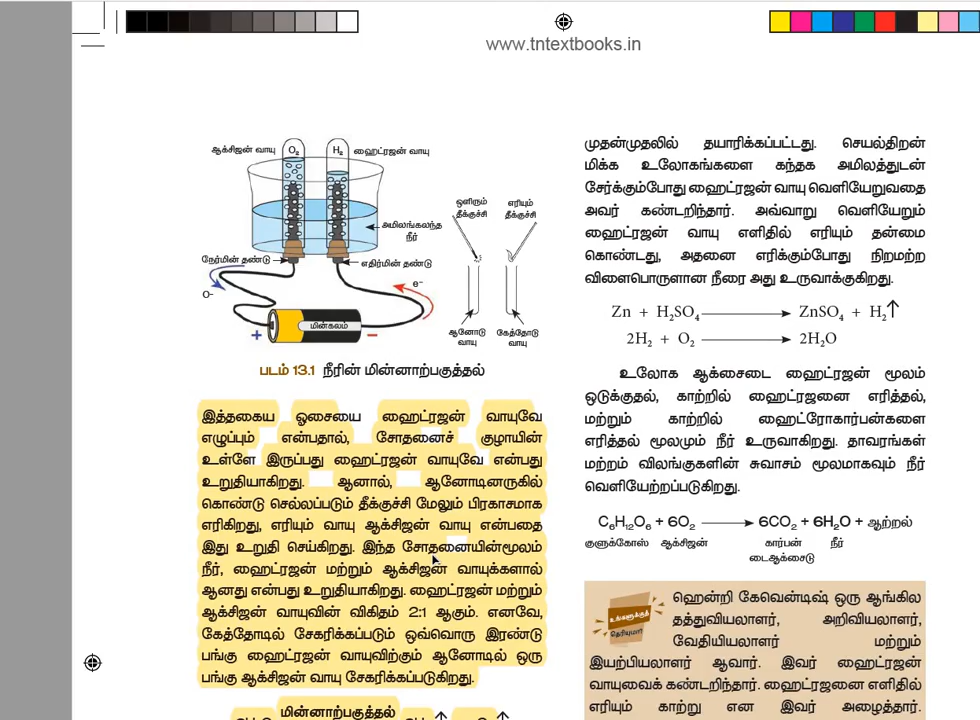 www.tntextbooks.in
ஆக்சிஜன் வாயு
O₂
H₂
ஹைட்ரஜன் வாயு
ஒளிரும்
தீக்குச்சி
எரியும்
தீக்குச்சி
அமிலங்கலந்த
நீர்
நேர்மின் தண்டு
எதிர்மின் தண்டு
O-
e⁻
மின்கலம்
+
−
ஆனோடு
வாயு
கேத்தோடு
வாயு
படம் 13.1 நீரின் மின்னாற்பகுத்தல்
இத்தகைய ஓசையை ஹைட்ரஜன் வாயுவே
எழுப்பும் என்பதால், சோதனைச் குழாயின்
உள்ளே இருப்பது ஹைட்ரஜன் வாயுவே என்பது
உறுதியாகிறது. ஆனால், ஆனோடினருகில்
கொண்டு செல்லப்படும் தீக்குச்சி மேலும் பிரகாசமாக
எரிகிறது, எரியும் வாயு ஆக்சிஜன் வாயு என்பதை
இது உறுதி செய்கிறது. இந்த சோதனையின்மூலம்
நீர், ஹைட்ரஜன் மற்றும் ஆக்சிஜன் வாயுக்களால்
ஆனது என்பது உறுதியாகிறது. ஹைட்ரஜன் மற்றும்
ஆக்சிஜன் வாயுவின் விகிதம் 2:1 ஆகும். எனவே,
கேத்தோடில் சேகரிக்கப்படும் ஒவ்வொரு இரண்டு
பங்கு ஹைட்ரஜன் வாயுவிற்கும் ஆனோடில் ஒரு
பங்கு ஆக்சிஜன் வாயு சேகரிக்கப்படுகிறது.
மின்னாற்பகுத்தல்
முதன்முதலில் தயாரிக்கப்பட்டது. செயல்திறன்
மிக்க உலோகங்களை கந்தக அமிலத்துடன்
சேர்க்கும்போது ஹைட்ரஜன் வாயு வெளியேறுவதை
அவர் கண்டறிந்தார். அவ்வாறு வெளியேறும்
ஹைட்ரஜன் வாயு எளிதில் எரியும் தன்மை
கொண்டது, அதனை எரிக்கும்போது நிறமற்ற
விளைபொருளான நீரை அது உருவாக்குகிறது.
Zn + H₂SO₄ ⟶ ZnSO₄ + H₂↑
2H₂ + O₂ ⟶ 2H₂O
உலோக ஆக்சைடை ஹைட்ரஜன் மூலம்
ஒடுக்குதல், காற்றில் ஹைட்ரஜனை எரித்தல்,
மற்றும் காற்றில் ஹைட்ரோகார்பன்களை
எரித்தல் மூலமும் நீர் உருவாகிறது. தாவரங்கள்
மற்றம் விலங்குகளின் சுவாசம் மூலமாகவும் நீர்
வெளியேற்றப்படுகிறது.
C₆H₁₂O₆ + 6O₂ ⟶ 6CO₂ + 6H₂O + ஆற்றல்
குளுக்கோஸ் ஆக்சிஜன் கார்பன் நீர்
டைஆக்சைடு
உங்களுக்குத்
தெரியுமா?
ஹென்றி கேவென்டிஷ் ஒரு ஆங்கில
தத்துவியலாளர், அறிவியலாளர்,
வேதியியலாளர் மற்றும்
இயற்பியலாளர் ஆவார். இவர் ஹைட்ரஜன்
வாயுவைக் கண்டறிந்தார். ஹைட்ரஜனை எளிதில்
எரியும் காற்று என இவர் அழைத்தார்.